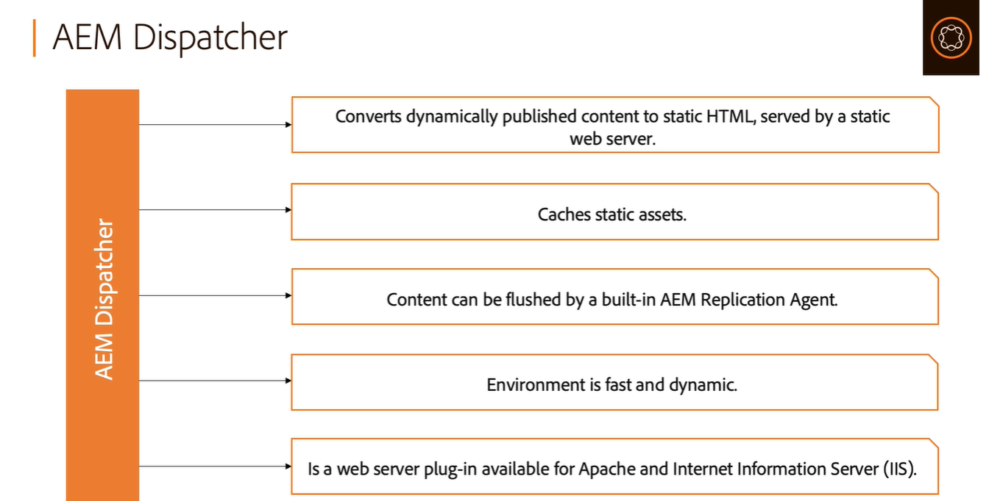 AEM Dispatcher
AEM Dispatcher
Converts dynamically published content to static HTML, served by a static
web server.
Caches static assets.
Content can be flushed by a built-in AEM Replication Agent.
Environment is fast and dynamic.
Is a web server plug-in available for Apache and Internet Information Server (IIS).